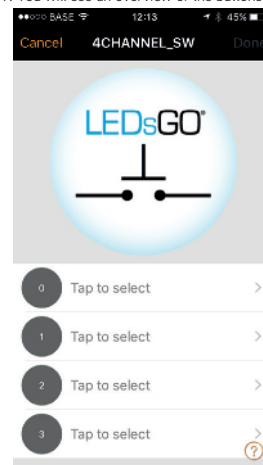 ●●○○○ BASE 12:13 45%
Cancel 4CHANNEL_SW Done
LEDsGO®
0 Tap to select
1 Tap to select
2 Tap to select
3 Tap to select
?